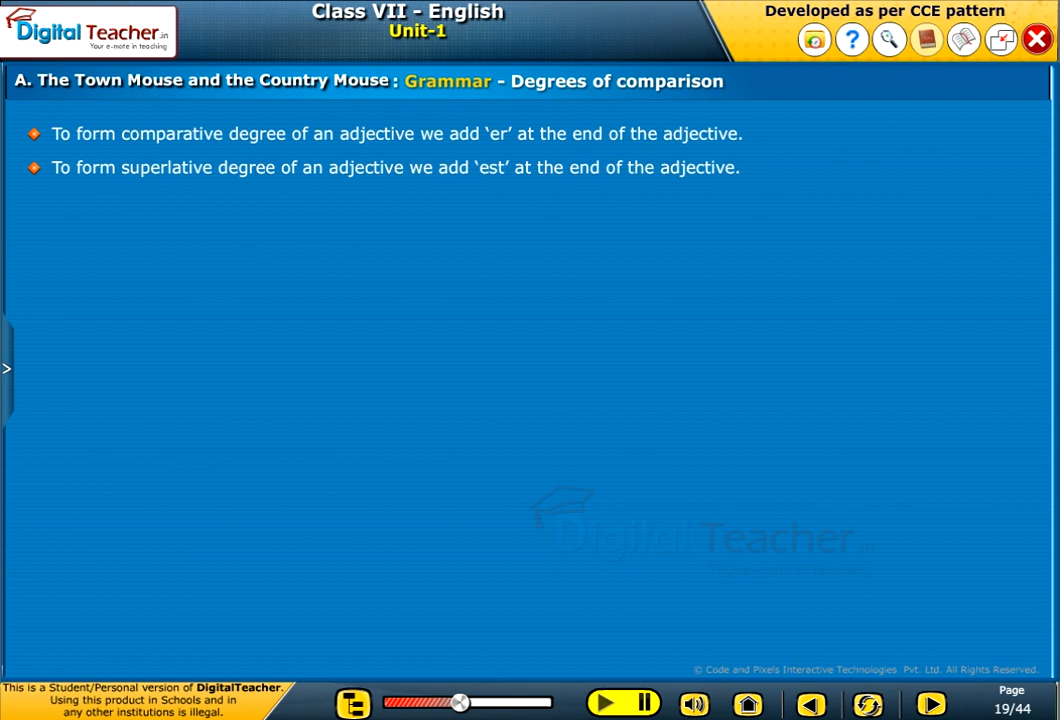 Digital Teacher.in
Your e-mate in teaching
Class VII - English
Unit-1
Developed as per CCE pattern
A. The Town Mouse and the Country Mouse : Grammar - Degrees of comparison
To form comparative degree of an adjective we add ‘er’ at the end of the adjective.
To form superlative degree of an adjective we add ‘est’ at the end of the adjective.
>
Digital Teacher.in
© Code and Pixels Interactive Technologies Pvt. Ltd. All Rights Reserved.
This is a Student/Personal version of DigitalTeacher.
Using this product in Schools and in
any other institutions is illegal.
Page
19/44